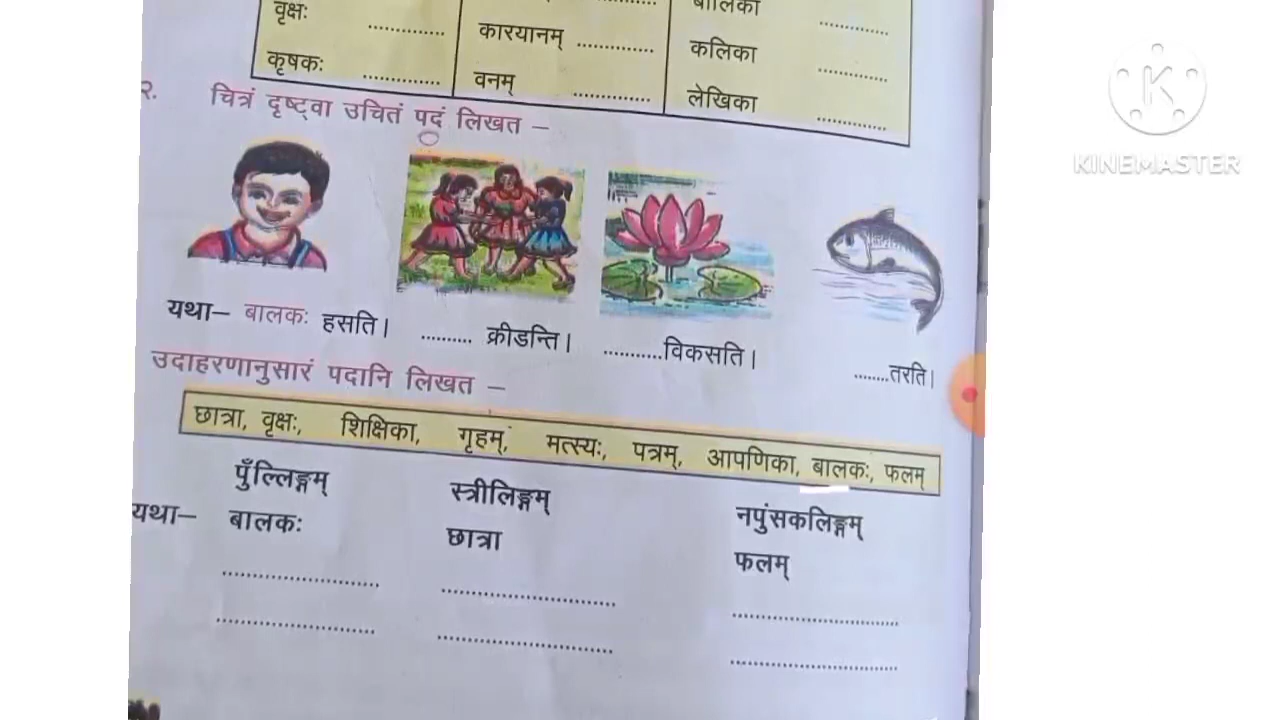 बालिका ............
वृक्षः ............ कारयानम् ............ कलिका ............
कृषकः ............ वनम् ............ लेखिका ............
२. चित्रं दृष्ट्वा उचितं पदं लिखत –
यथा– बालकः हसति। .......... क्रीडन्ति। ...........विकसति। ........तरति।
उदाहरणानुसारं पदानि लिखत –
छात्रा, वृक्षः, शिक्षिका, गृहम्, मत्स्यः, पत्रम्, आपणिका, बालकः, फलम्
पुँल्लिङ्गम् स्त्रीलिङ्गम् नपुंसकलिङ्गम्
यथा– बालकः छात्रा फलम्
............ ............ ............
............ ............ ............
K
KINEMASTER